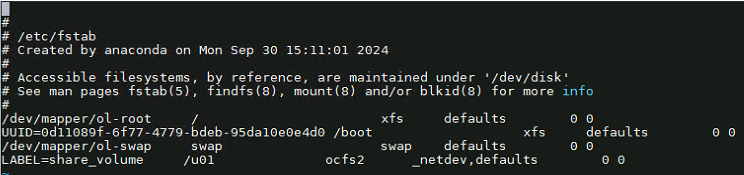 #
# /etc/fstab
# Created by anaconda on Mon Sep 30 15:11:01 2024
#
# Accessible filesystems, by reference, are maintained under '/dev/disk'
# See man pages fstab(5), findfs(8), mount(8) and/or blkid(8) for more info
#
/dev/mapper/ol-root / xfs defaults 0 0
UUID=0d11089f-6f77-4779-bdeb-95da10e0e4d0 /boot xfs defaults 0 0
/dev/mapper/ol-swap swap swap defaults 0 0
LABEL=share_volume /u01 ocfs2 _netdev,defaults 0 0
~